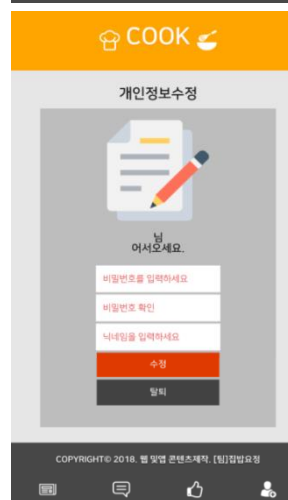 COOK
개인정보수정
님
어서오세요.
비밀번호를 입력하세요
비밀번호 확인
닉네임을 입력하세요
수정
탈퇴
COPYRIGHT© 2018. 웹 및앱 콘텐츠제작. [팀]집밥요정